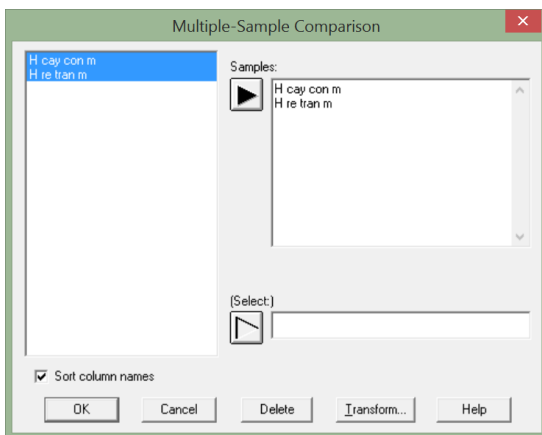 Multiple-Sample Comparison
H cay con m
H re tran m
Samples:
H cay con m
H re tran m
(Select:)
Sort column names
OK
Cancel
Delete
Transform...
Help